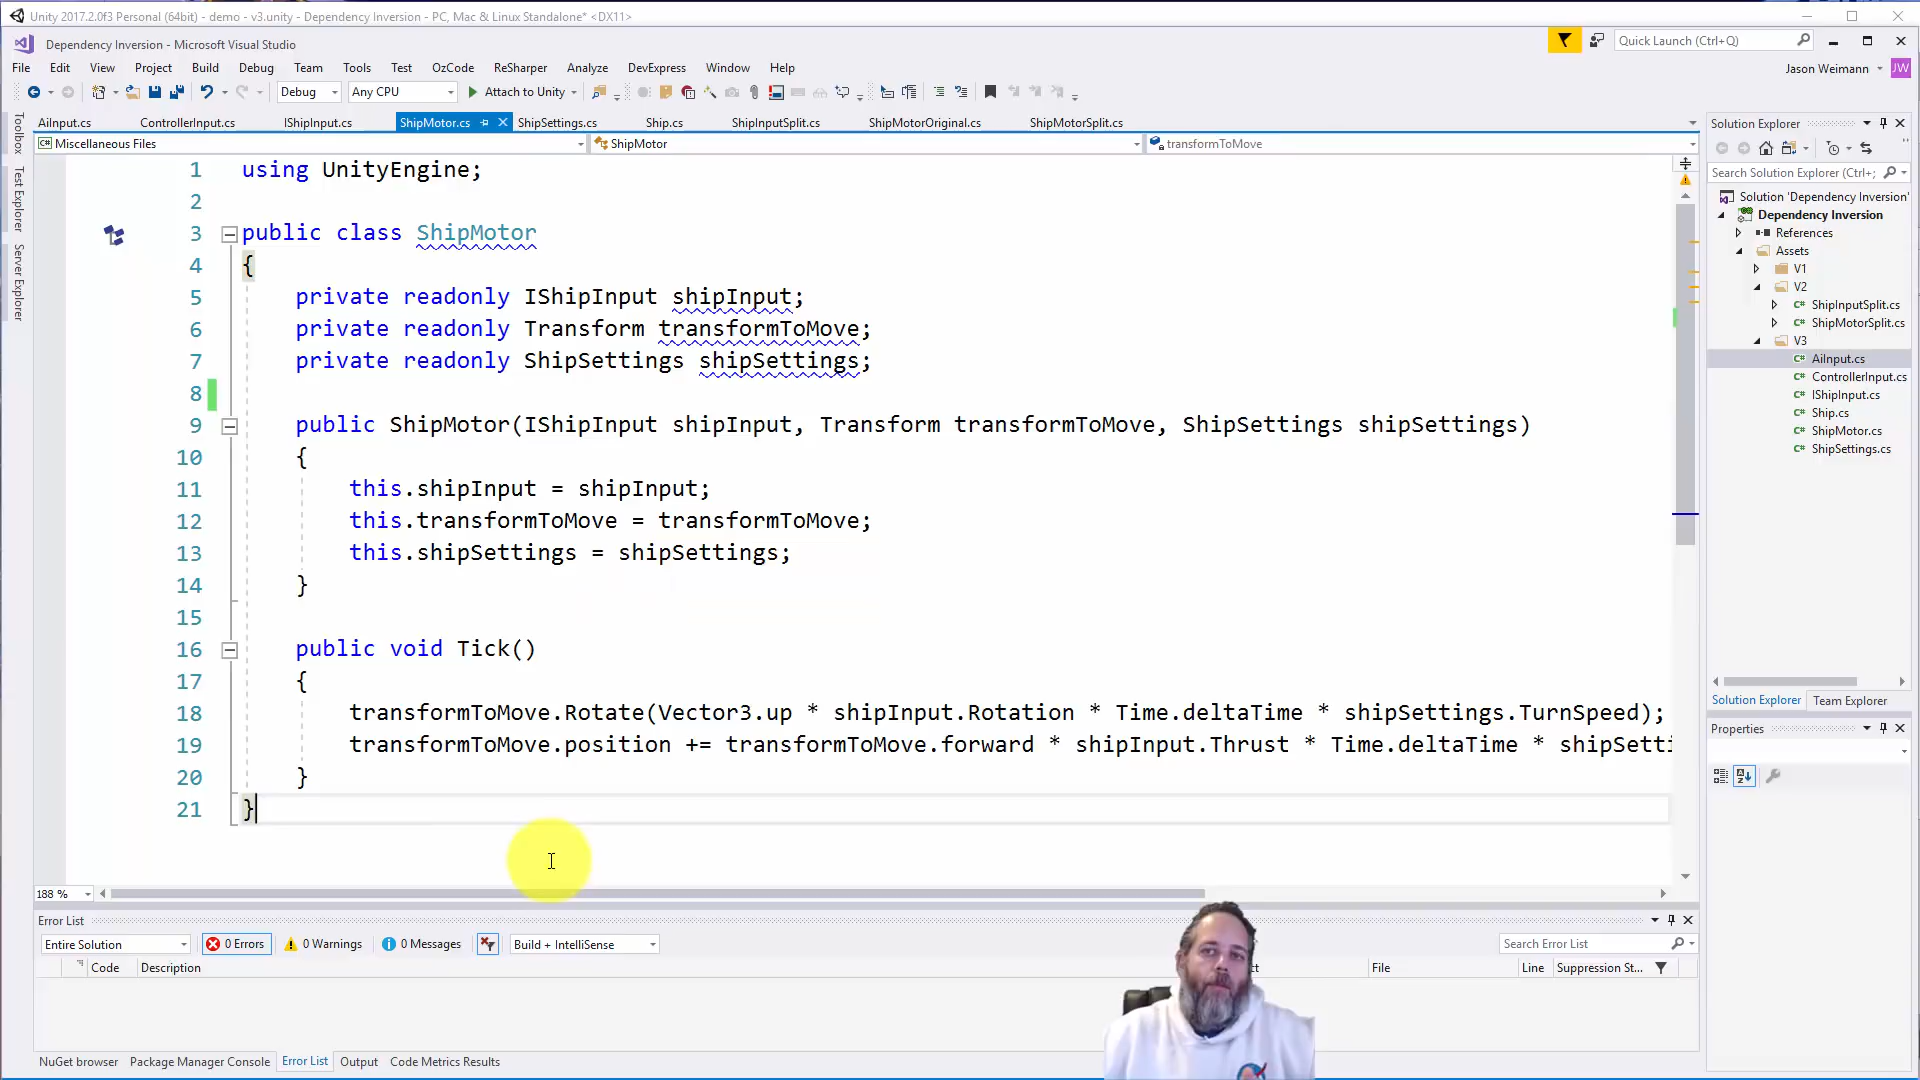 Unity 2017.2.0f3 Personal (64bit) - demo - v3.unity - Dependency Inversion - PC, Mac & Linux Standalone* <DX11>
Dependency Inversion - Microsoft Visual Studio
Quick Launch (Ctrl+Q)
File Edit View Project Build Debug Team Tools Test OzCode ReSharper Analyze DevExpress Window Help
Jason Weimann JW
Debug Any CPU Attach to Unity
AiInput.cs ControllerInput.cs IShipInput.cs ShipMotor.cs ShipSettings.cs Ship.cs ShipInputSplit.cs ShipMotorOriginal.cs ShipMotorSplit.cs
C# Miscellaneous Files ShipMotor transformToMove
Toolbox
Test Explorer
Server Explorer
1 using UnityEngine;
2
3 public class ShipMotor
4 {
5 private readonly IShipInput shipInput;
6 private readonly Transform transformToMove;
7 private readonly ShipSettings shipSettings;
8
9 public ShipMotor(IShipInput shipInput, Transform transformToMove, ShipSettings shipSettings)
10 {
11 this.shipInput = shipInput;
12 this.transformToMove = transformToMove;
13 this.shipSettings = shipSettings;
14 }
15
16 public void Tick()
17 {
18 transformToMove.Rotate(Vector3.up * shipInput.Rotation * Time.deltaTime * shipSettings.TurnSpeed);
19 transformToMove.position += transformToMove.forward * shipInput.Thrust * Time.deltaTime * shipSetti
20 }
21 }
188 %
Solution Explorer
Search Solution Explorer (Ctrl+;
Solution 'Dependency Inversion'
Dependency Inversion
References
Assets
V1
V2
C# ShipInputSplit.cs
C# ShipMotorSplit.cs
V3
C# AiInput.cs
C# ControllerInput.cs
C# IShipInput.cs
C# Ship.cs
C# ShipMotor.cs
C# ShipSettings.cs
Solution Explorer Team Explorer
Properties
Error List
Entire Solution 0 Errors 0 Warnings 0 Messages Build + IntelliSense Search Error List
Code Description ct File Line Suppression St...
NuGet browser Package Manager Console Error List Output Code Metrics Results